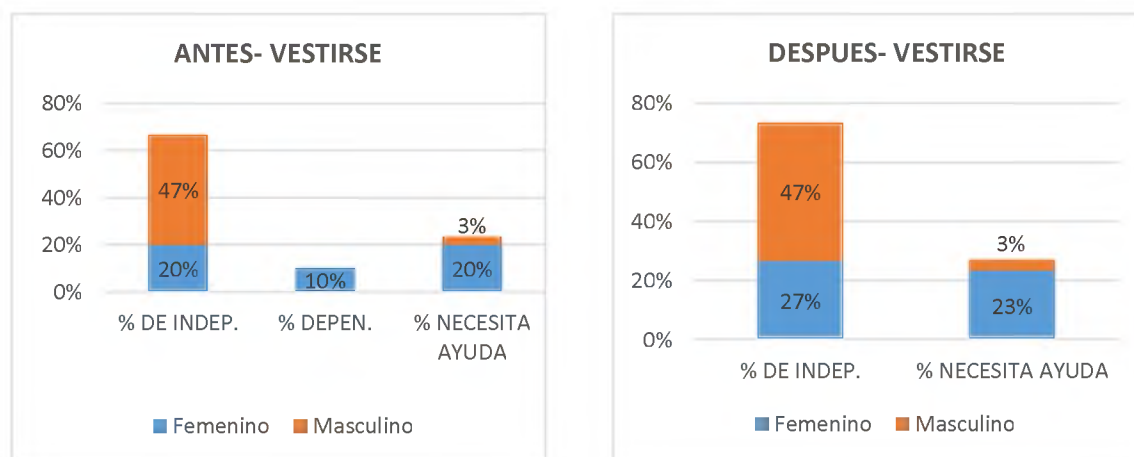 ANTES- VESTIRSE
80%
60%
40%
20%
0%
47%
20%
10%
3%
20%
% DE INDEP.
% DEPEN.
% NECESITA
AYUDA
Femenino
Masculino
DESPUES- VESTIRSE
80%
60%
40%
20%
0%
47%
27%
3%
23%
% DE INDEP.
% NECESITA AYUDA
Femenino
Masculino